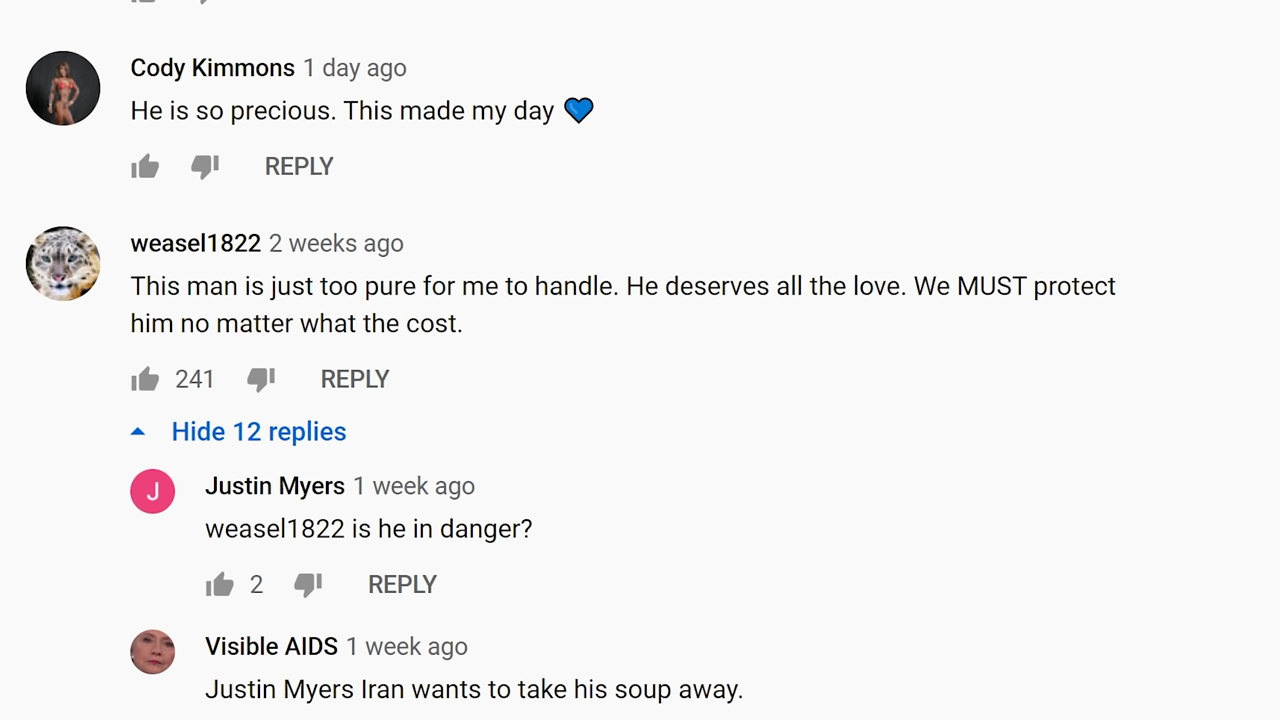 Cody Kimmons 1 day ago
He is so precious. This made my day 💙
REPLY
weasel1822 2 weeks ago
This man is just too pure for me to handle. He deserves all the love. We MUST protect
him no matter what the cost.
241 REPLY
Hide 12 replies
J
Justin Myers 1 week ago
weasel1822 is he in danger?
2 REPLY
Visible AIDS 1 week ago
Justin Myers Iran wants to take his soup away.